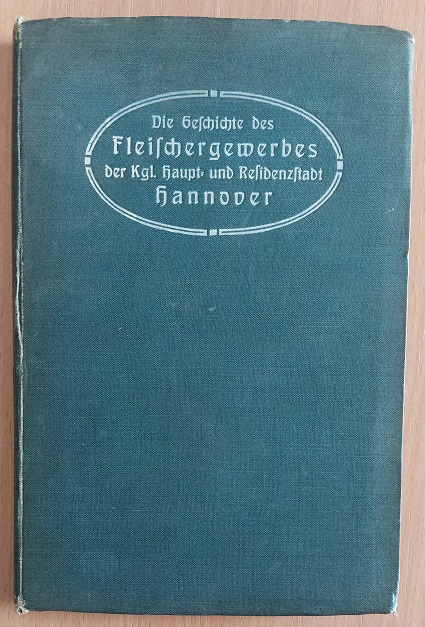 Die Geſchichte des
Fleiſchergewerbes
der Kgl. Haupt- und Reſidenzſtadt
Hannover